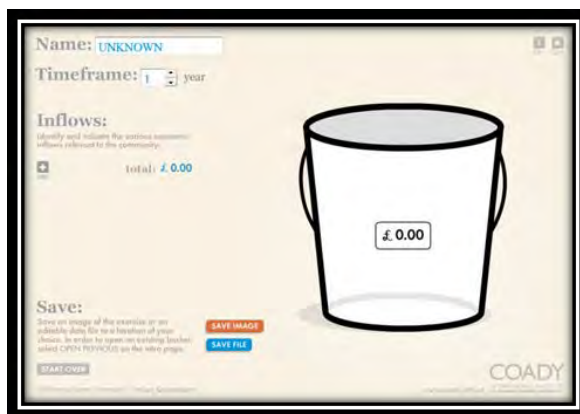 Name: UNKNOWN
Timeframe: 1 year
Inflows:
Identify and indicate the various economic
inflows relevant to the community.
total: £ 0.00
£ 0.00
Save:
Save an image of the exercise or an
editable data file to a location of your
choice. In order to open an existing bucket
select OPEN PREVIOUS on the intro page.
SAVE IMAGE
SAVE FILE
START OVER
COADY